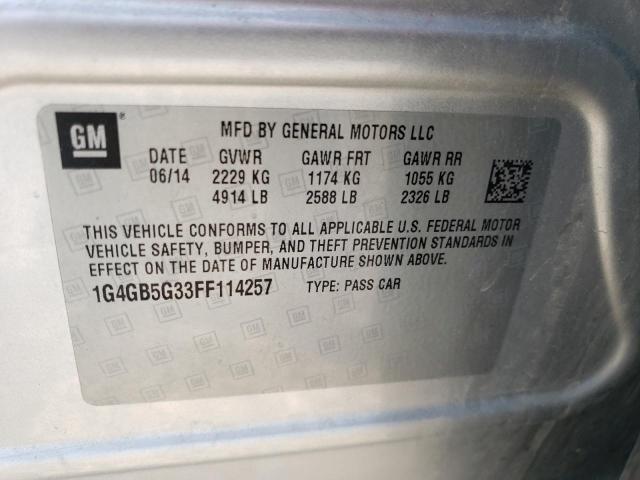 GM ®
MFD BY GENERAL MOTORS LLC
DATE GVWR GAWR FRT GAWR RR
06/14 2229 KG 1174 KG 1055 KG
4914 LB 2588 LB 2326 LB
THIS VEHICLE CONFORMS TO ALL APPLICABLE U.S. FEDERAL MOTOR
VEHICLE SAFETY, BUMPER, AND THEFT PREVENTION STANDARDS IN
EFFECT ON THE DATE OF MANUFACTURE SHOWN ABOVE.
1G4GB5G33FF114257 TYPE: PASS CAR